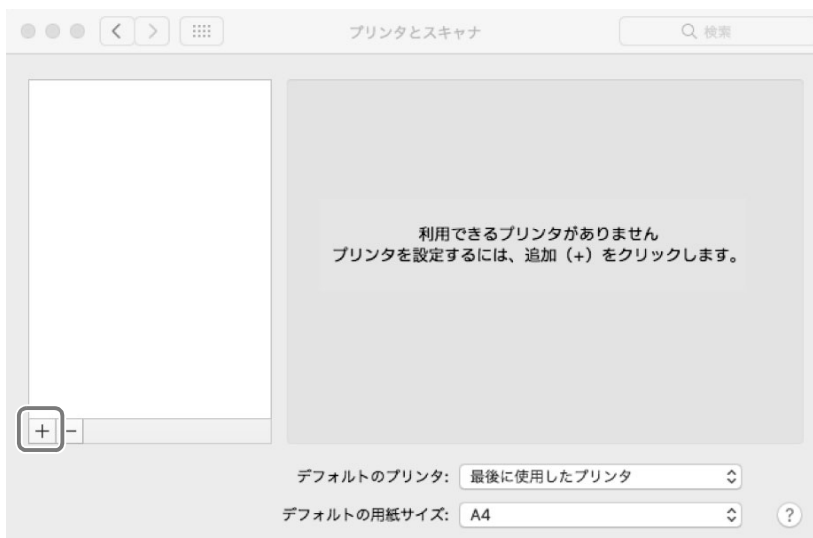 プリンタとスキャナ
検索
利用できるプリンタがありません
プリンタを設定するには、追加（+）をクリックします。
+ −
デフォルトのプリンタ: 最後に使用したプリンタ
デフォルトの用紙サイズ: A4
?